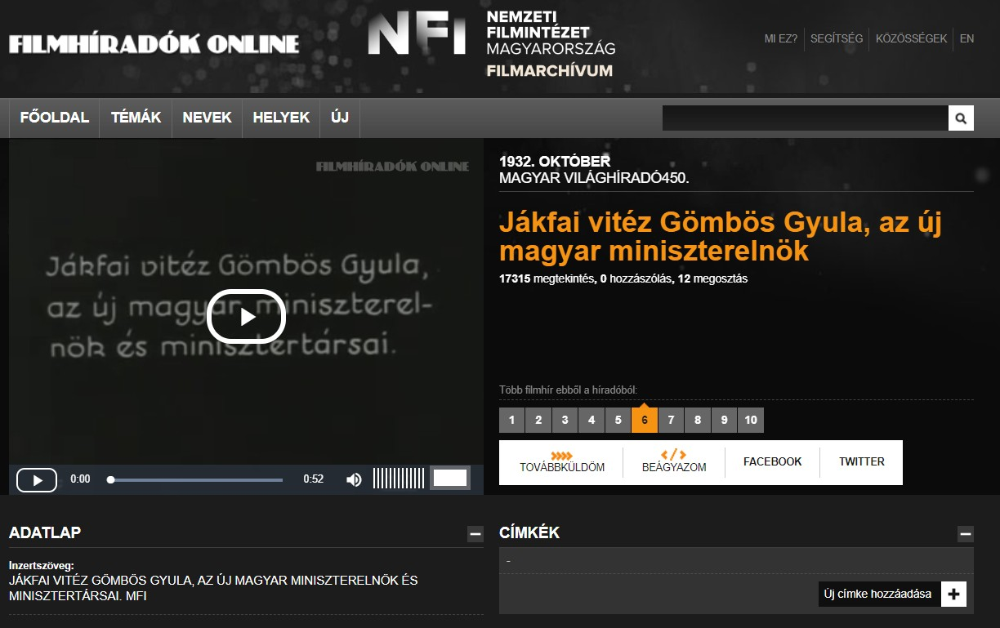 FILMHÍRADÓK ONLINE
NFI
NEMZETI
FILMINTÉZET
MAGYARORSZÁG
FILMARCHÍVUM
MI EZ?
SEGÍTSÉG
KÖZÖSSÉGEK
EN
FŐOLDAL
TÉMÁK
NEVEK
HELYEK
ÚJ
FILMHÍRADÓK ONLINE
Jákfai vitéz Gömbös Gyula,
az új magyar miniszterel-
nök és minisztertársai.
0:00
0:52
1932. OKTÓBER
MAGYAR VILÁGHÍRADÓ450.
Jákfai vitéz Gömbös Gyula, az új
magyar miniszterelnök
17315 megtekintés, 0 hozzászólás, 12 megosztás
Több filmhír ebből a híradóból:
1 2 3 4 5 6 7 8 9 10
TOVÁBBKÜLDÖM
BEÁGYAZOM
FACEBOOK
TWITTER
ADATLAP
Inzertszöveg:
JÁKFAI VITÉZ GÖMBÖS GYULA, AZ ÚJ MAGYAR MINISZTERELNÖK ÉS
MINISZTERTÁRSAI. MFI
CÍMKÉK
-
Új címke hozzáadása